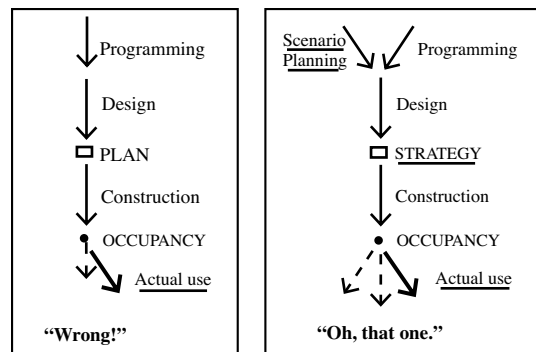 Programming
Design
PLAN
Construction
OCCUPANCY
Actual use
“Wrong!”
Scenario
Planning
Programming
Design
STRATEGY
Construction
OCCUPANCY
Actual use
“Oh, that one.”